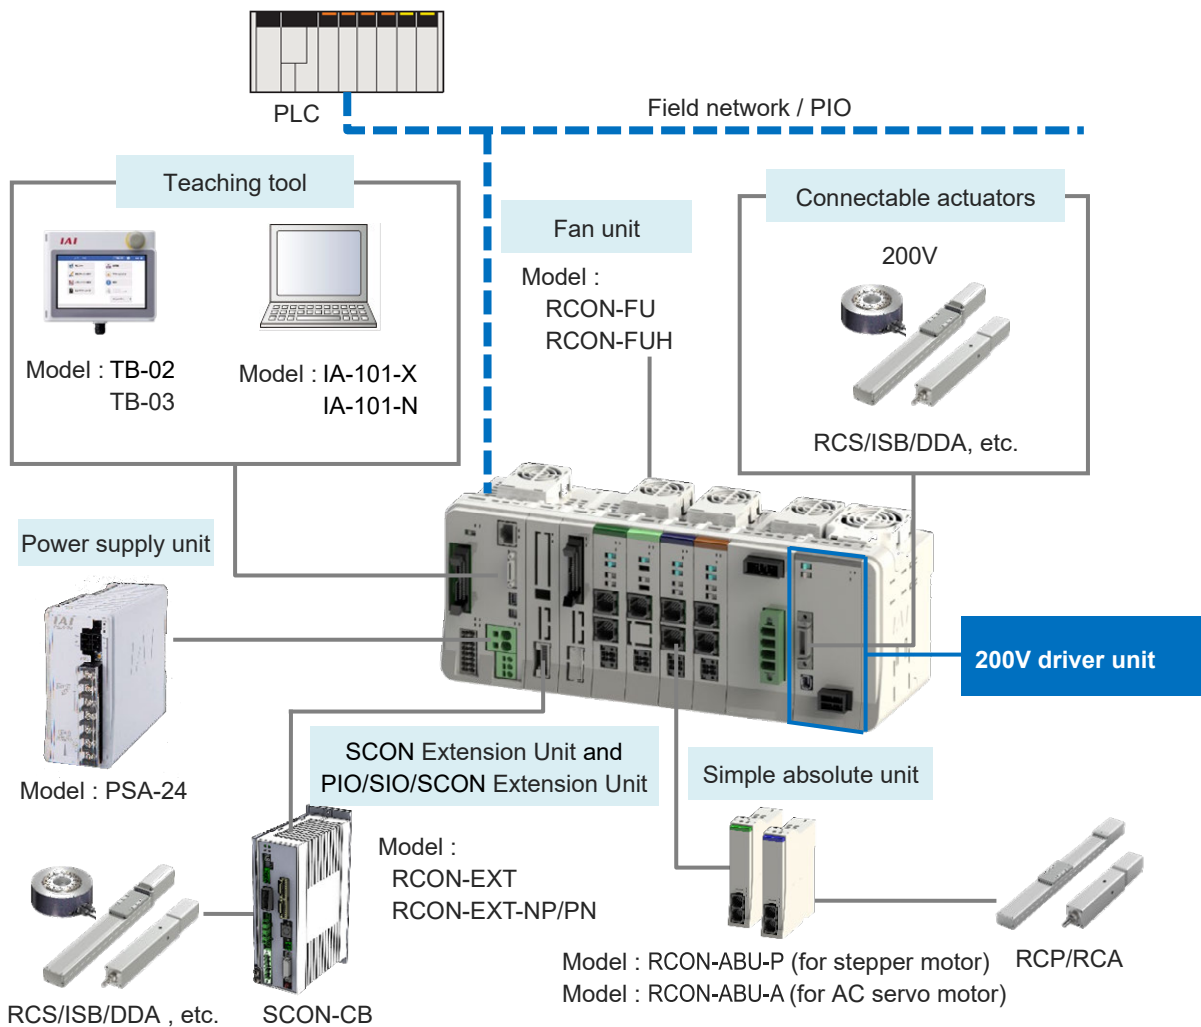 PLC
Field network / PIO
Teaching tool
Connectable actuators
Fan unit
200V
IAI
Model :
RCON-FU
RCON-FUH
Model : TB-02
TB-03
Model : IA-101-X
IA-101-N
RCS/ISB/DDA, etc.
Power supply unit
IAI
200V driver unit
SCON Extension Unit and
PIO/SIO/SCON Extension Unit
Simple absolute unit
Model : PSA-24
Model :
RCON-EXT
RCON-EXT-NP/PN
Model : RCON-ABU-P (for stepper motor)
Model : RCON-ABU-A (for AC servo motor)
RCP/RCA
RCS/ISB/DDA , etc.
SCON-CB